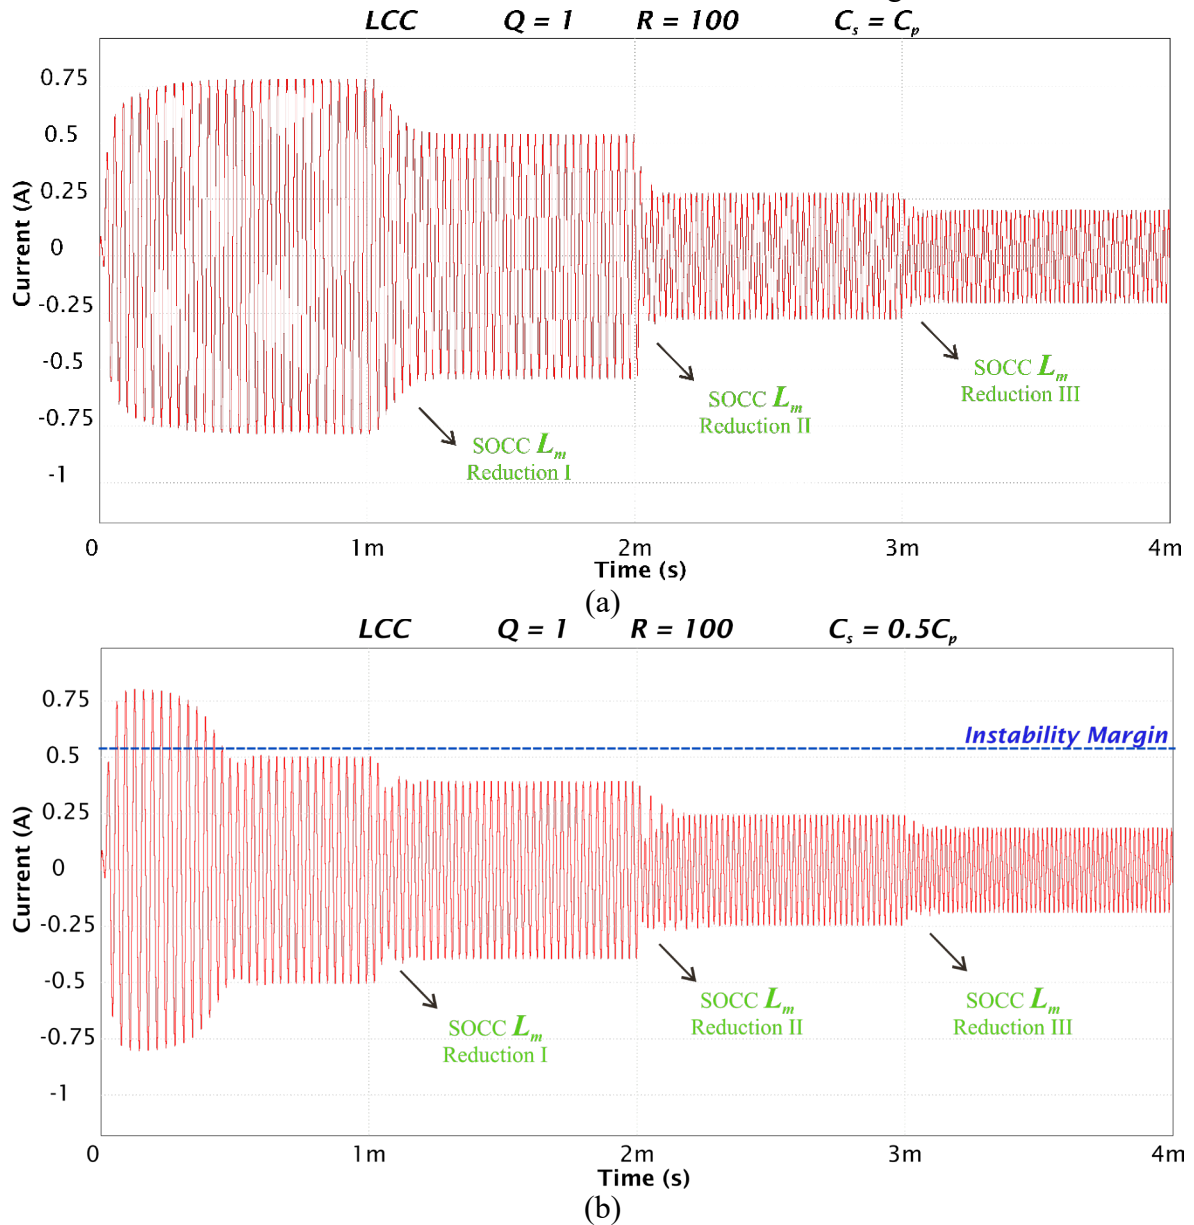 LCC Q = 1 R = 100 Cₛ = Cₚ
0.75
0.5
0.25
0
-0.25
-0.5
-0.75
-1
Current (A)
SOCC Lₘ
Reduction I
SOCC Lₘ
Reduction II
SOCC Lₘ
Reduction III
0 1m 2m 3m 4m
Time (s)
(a)
LCC Q = 1 R = 100 Cₛ = 0.5Cₚ
0.75
0.5
0.25
0
-0.25
-0.5
-0.75
-1
Current (A)
Instability Margin
SOCC Lₘ
Reduction I
SOCC Lₘ
Reduction II
SOCC Lₘ
Reduction III
0 1m 2m 3m 4m
Time (s)
(b)